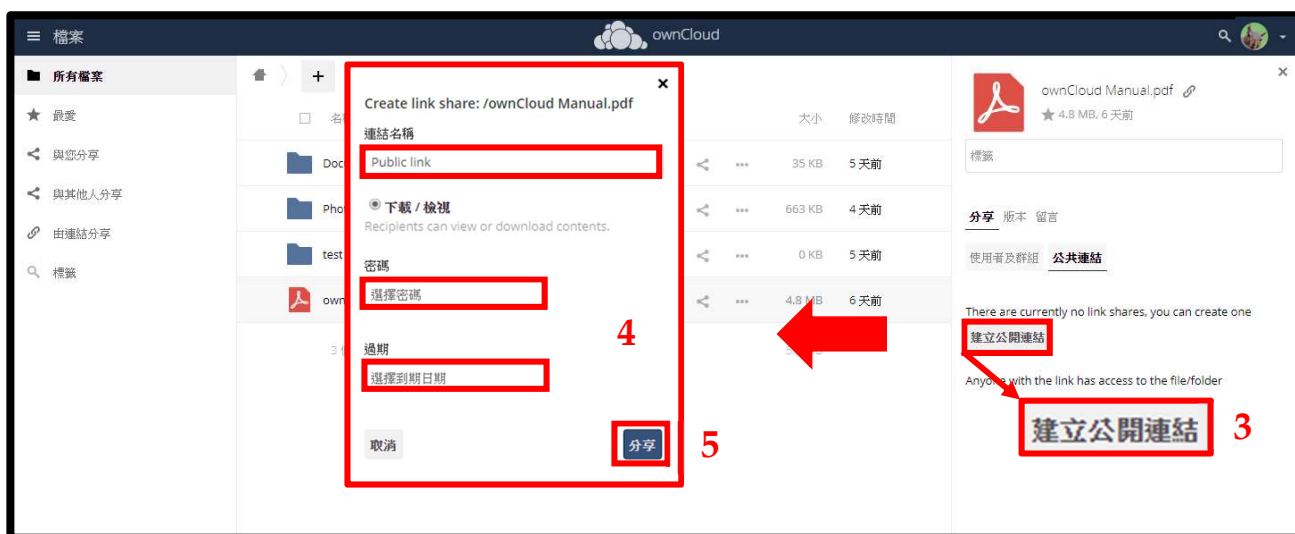 檔案
ownCloud
所有檔案
最愛
與您分享
與其他人分享
由連結分享
標籤
+
大小 修改時間
Doc
35 KB 5 天前
Phot
663 KB 4 天前
test
0 KB 5 天前
own
4.8 MB 6 天前
Create link share: /ownCloud Manual.pdf
連結名稱
Public link
下載 / 檢視
Recipients can view or download contents.
密碼
選擇密碼
4
過期
選擇到期日期
取消
分享
5
ownCloud Manual.pdf
4.8 MB, 6 天前
標籤
分享 版本 留言
使用者及群組 公共連結
There are currently no link shares, you can create one
建立公開連結
Anyone with the link has access to the file/folder
建立公開連結
3